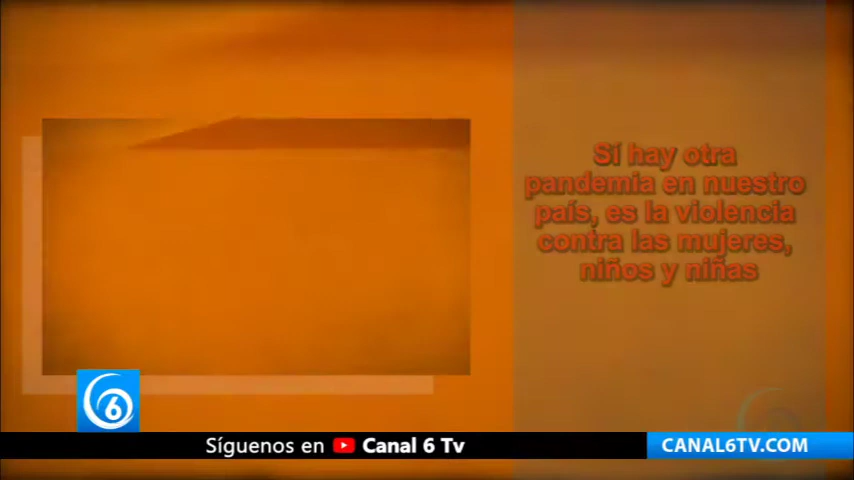 Sí hay otra
pandemia en nuestro
país, es la violencia
contra las mujeres,
niños y niñas
6
Síguenos en Canal 6 Tv
CANAL6TV.COM